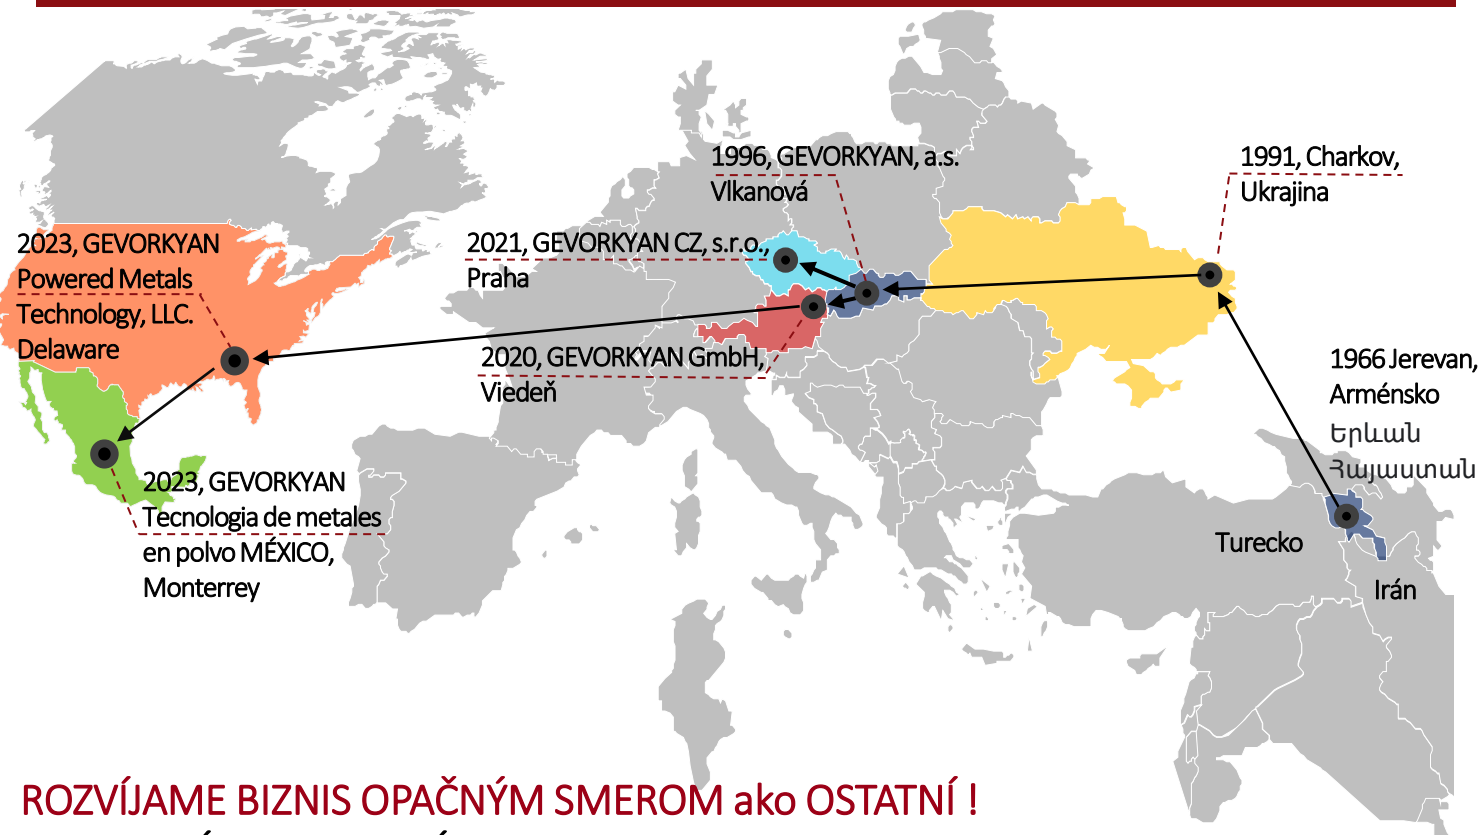 1996, GEVORKYAN, a.s.
Vlkanová
1991, Charkov,
Ukrajina
2023, GEVORKYAN
Powered Metals
Technology, LLC.
Delaware
2021, GEVORKYAN CZ, s.r.o.,
Praha
2020, GEVORKYAN GmbH,
Viedeň
1966 Jerevan,
Arménsko
Երևան
Հայաստան
2023, GEVORKYAN
Tecnologia de metales
en polvo MÉXICO,
Monterrey
Turecko
Irán
ROZVÍJAME BIZNIS OPAČNÝM SMEROM ako OSTATNÍ !